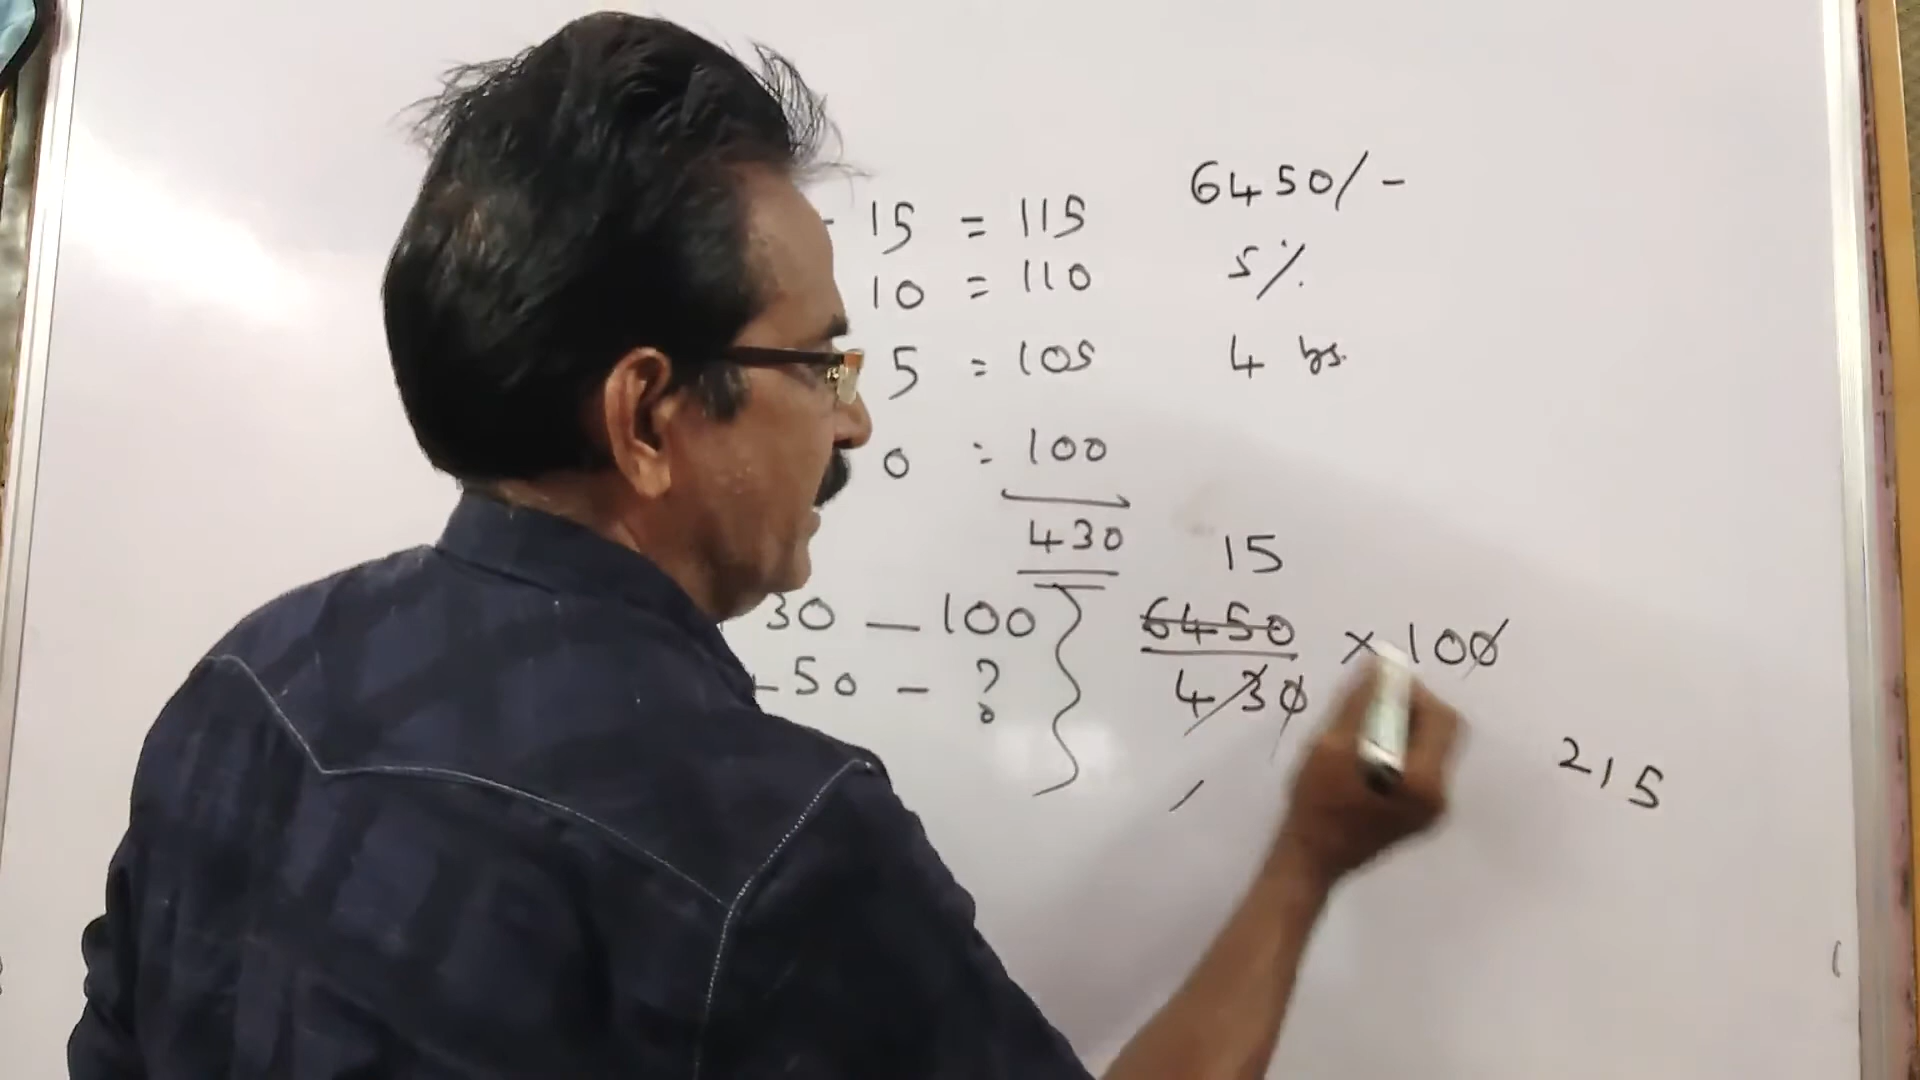 - 15 = 115
10 = 110
5 = 105
0 = 100
430
6450/-
5%
4 ys.
30 — 100
50 - ?
15
6450 × 100
430
215